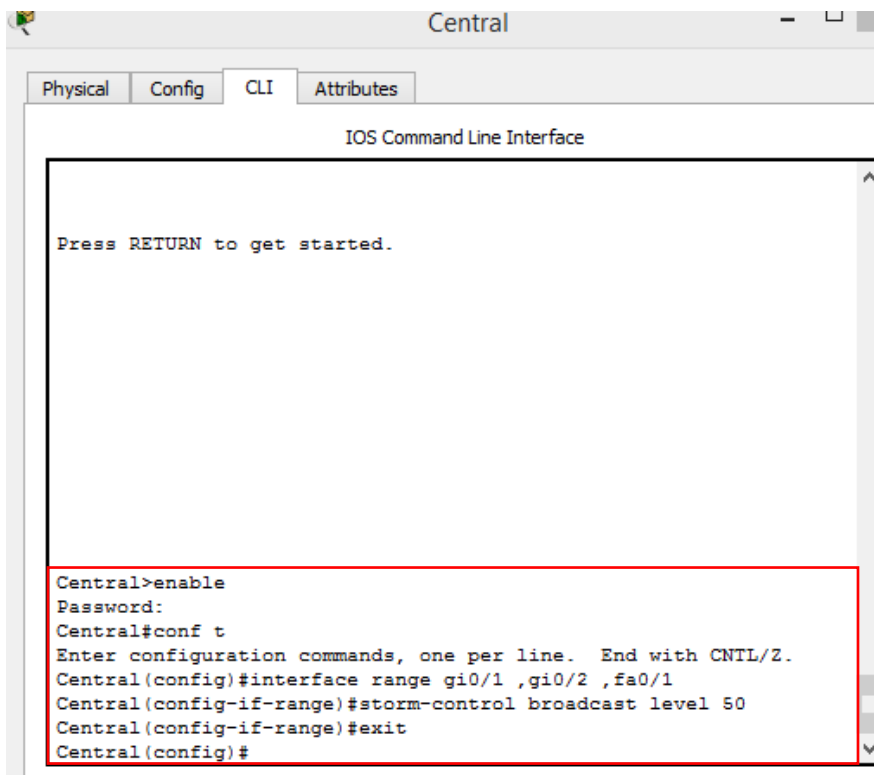 Central
Physical Config CLI Attributes
IOS Command Line Interface
Press RETURN to get started.
Central>enable
Password:
Central#conf t
Enter configuration commands, one per line.  End with CNTL/Z.
Central(config)#interface range gi0/1 ,gi0/2 ,fa0/1
Central(config-if-range)#storm-control broadcast level 50
Central(config-if-range)#exit
Central(config)#